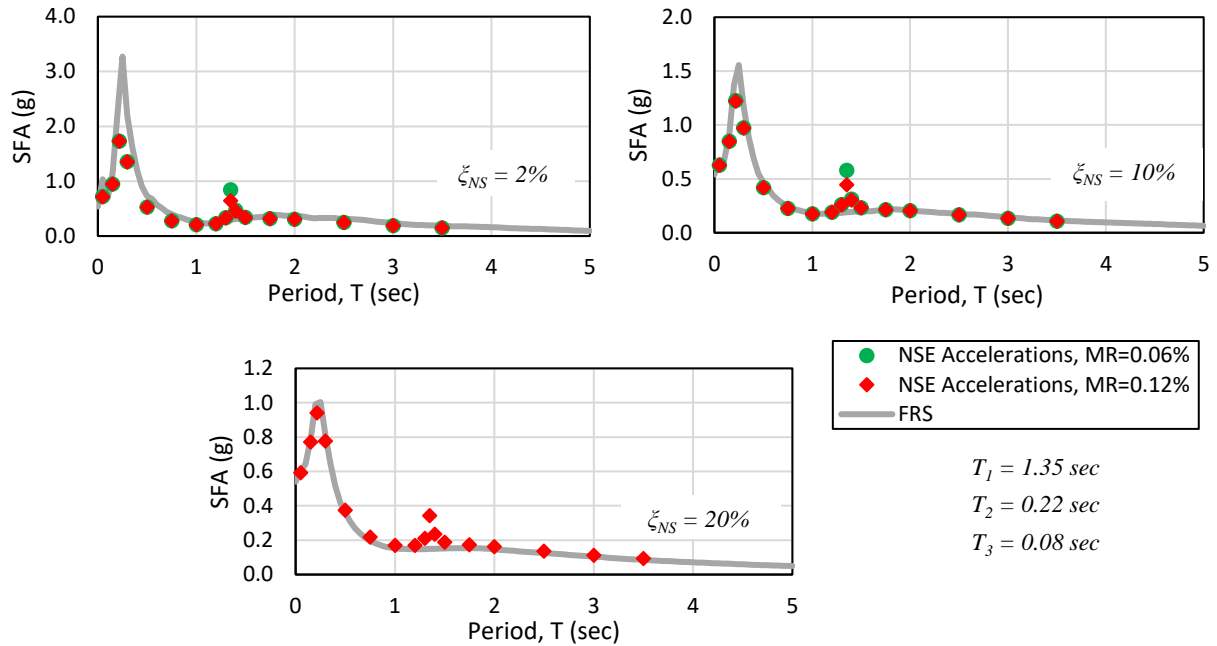 4.0
3.0
2.0
1.0
0.0
SFA (g)
ξNS = 2%
0 1 2 3 4 5
Period, T (sec)
2.0
1.5
1.0
0.5
0.0
SFA (g)
ξNS = 10%
0 1 2 3 4 5
Period, T (sec)
1.2
1.0
0.8
0.6
0.4
0.2
0.0
SFA (g)
ξNS = 20%
0 1 2 3 4 5
Period, T (sec)
NSE Accelerations, MR=0.06%
NSE Accelerations, MR=0.12%
FRS
T1 = 1.35 sec
T2 = 0.22 sec
T3 = 0.08 sec